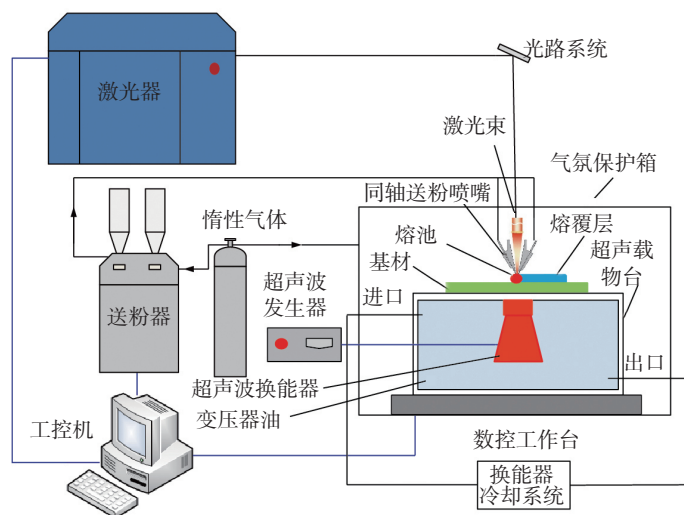 光路系统
激光器
激光束
气氛保护箱
同轴送粉喷嘴
惰性气体
熔池
熔覆层
基材
超声载
物台
超声波
发生器
进口
送粉器
出口
超声波换能器
变压器油
工控机
数控工作台
换能器
冷却系统